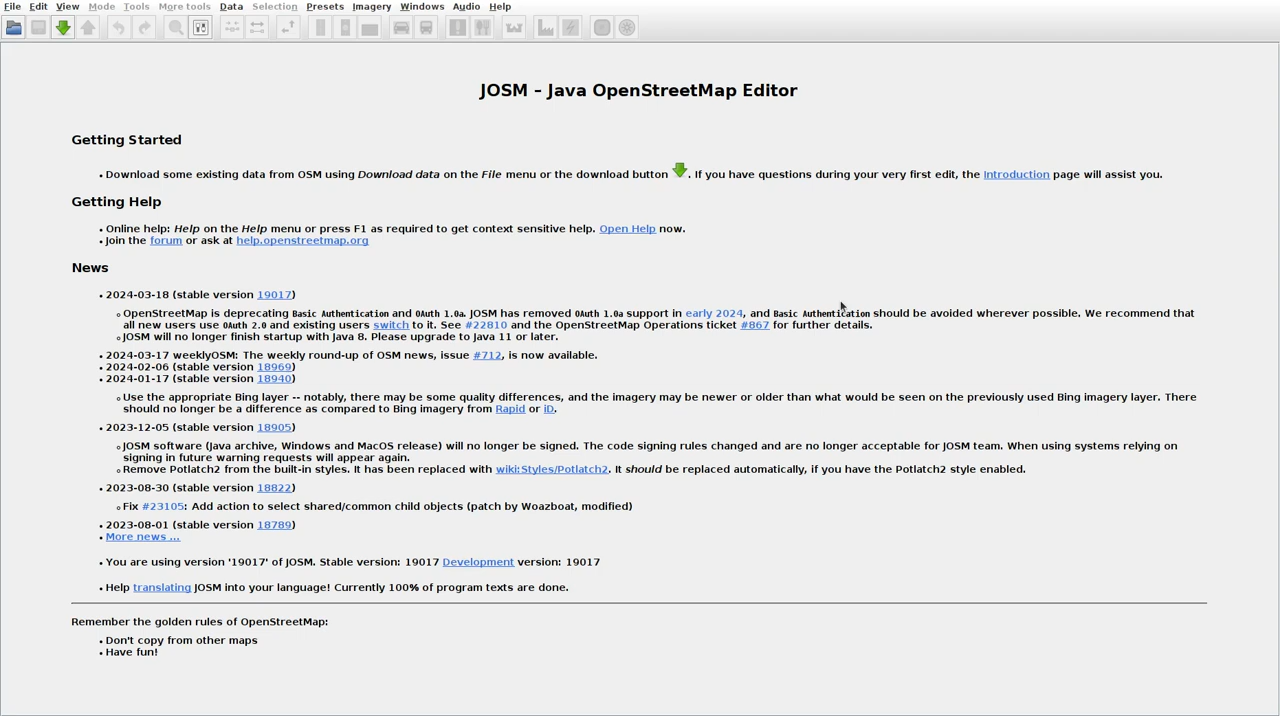 File Edit View Mode Tools More tools Data Selection Presets Imagery Windows Audio Help
JOSM – Java OpenStreetMap Editor
Getting Started
• Download some existing data from OSM using Download data on the File menu or the download button . If you have questions during your very first edit, the Introduction page will assist you.
Getting Help
• Online help: Help on the Help menu or press F1 as required to get context sensitive help. Open Help now.
• Join the forum or ask at help.openstreetmap.org
News
• 2024-03-18 (stable version 19017)
◦ OpenStreetMap is deprecating Basic Authentication and OAuth 1.0a. JOSM has removed OAuth 1.0a support in early 2024, and Basic Authentication should be avoided wherever possible. We recommend that
all new users use OAuth 2.0 and existing users switch to it. See #22810 and the OpenStreetMap Operations ticket #867 for further details.
◦ JOSM will no longer finish startup with Java 8. Please upgrade to Java 11 or later.
• 2024-03-17 weeklyOSM: The weekly round-up of OSM news, issue #712, is now available.
• 2024-02-06 (stable version 18969)
• 2024-01-17 (stable version 18940)
◦ Use the appropriate Bing layer -- notably, there may be some quality differences, and the imagery may be newer or older than what would be seen on the previously used Bing imagery layer. There
should no longer be a difference as compared to Bing imagery from Rapid or iD.
• 2023-12-05 (stable version 18905)
◦ JOSM software (Java archive, Windows and MacOS release) will no longer be signed. The code signing rules changed and are no longer acceptable for JOSM team. When using systems relying on
signing in future warning requests will appear again.
◦ Remove Potlatch2 from the built-in styles. It has been replaced with wiki:Styles/Potlatch2. It should be replaced automatically, if you have the Potlatch2 style enabled.
• 2023-08-30 (stable version 18822)
◦ Fix #23105: Add action to select shared/common child objects (patch by Woazboat, modified)
• 2023-08-01 (stable version 18789)
• More news ...
• You are using version '19017' of JOSM. Stable version: 19017 Development version: 19017
• Help translating JOSM into your language! Currently 100% of program texts are done.
Remember the golden rules of OpenStreetMap:
• Don't copy from other maps
• Have fun!